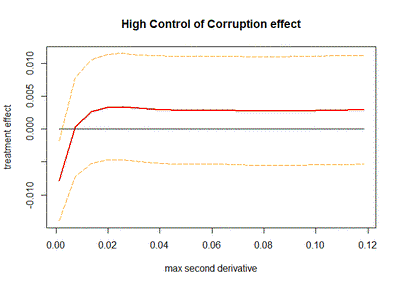 High Control of Corruption effect
treatment effect
0.010
0.005
0.000
-0.010
0.00 0.02 0.04 0.06 0.08 0.10 0.12
max second derivative